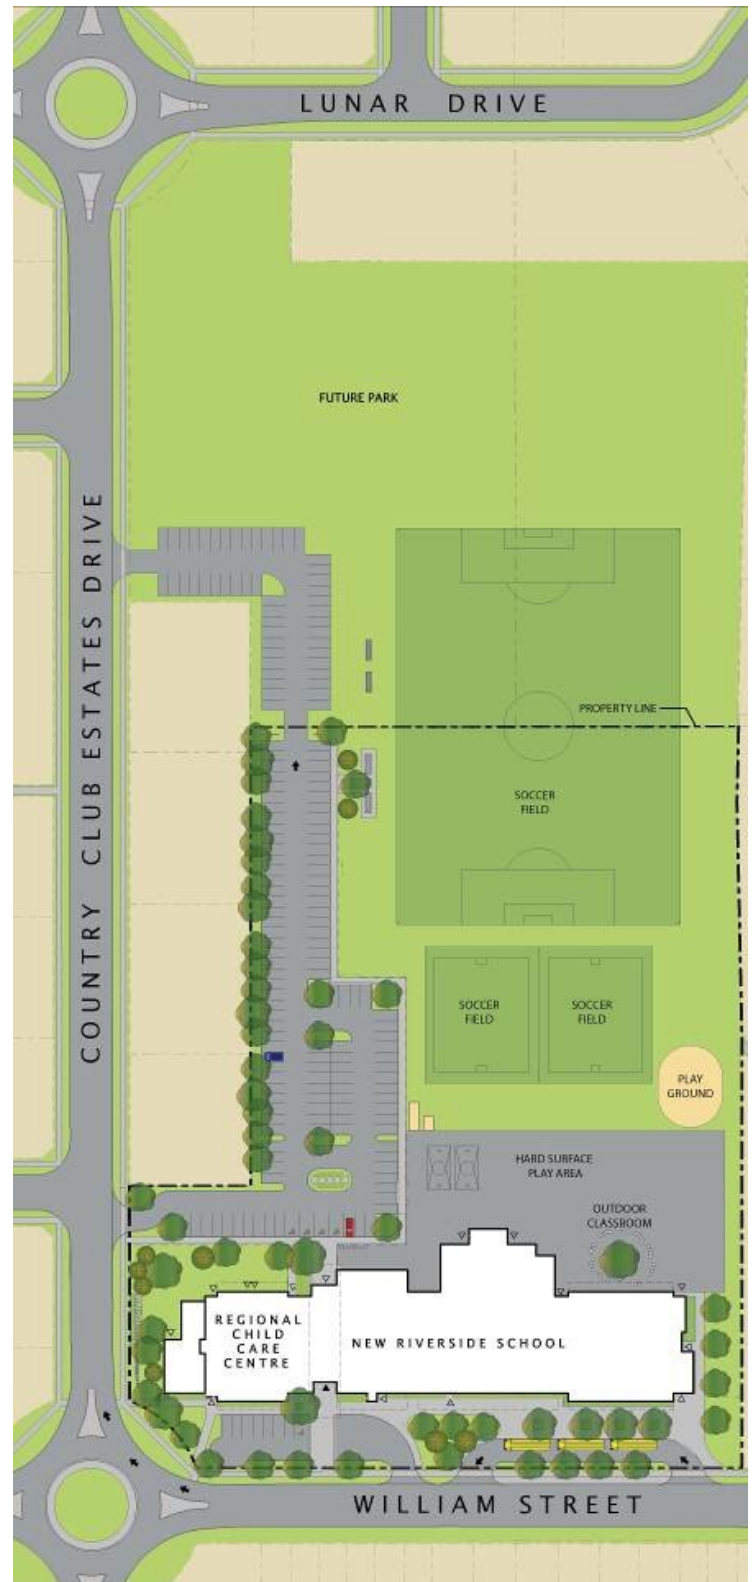 LUNAR DRIVE
FUTURE PARK
COUNTRY CLUB ESTATES DRIVE
PROPERTY LINE
SOCCER
FIELD
SOCCER
FIELD
SOCCER
FIELD
PLAY
GROUND
HARD SURFACE
PLAY AREA
OUTDOOR
CLASSBOOM
REGIONAL
CHILD
CARE
CENTRE
NEW RIVERSIDE SCHOOL
WILLIAM STREET